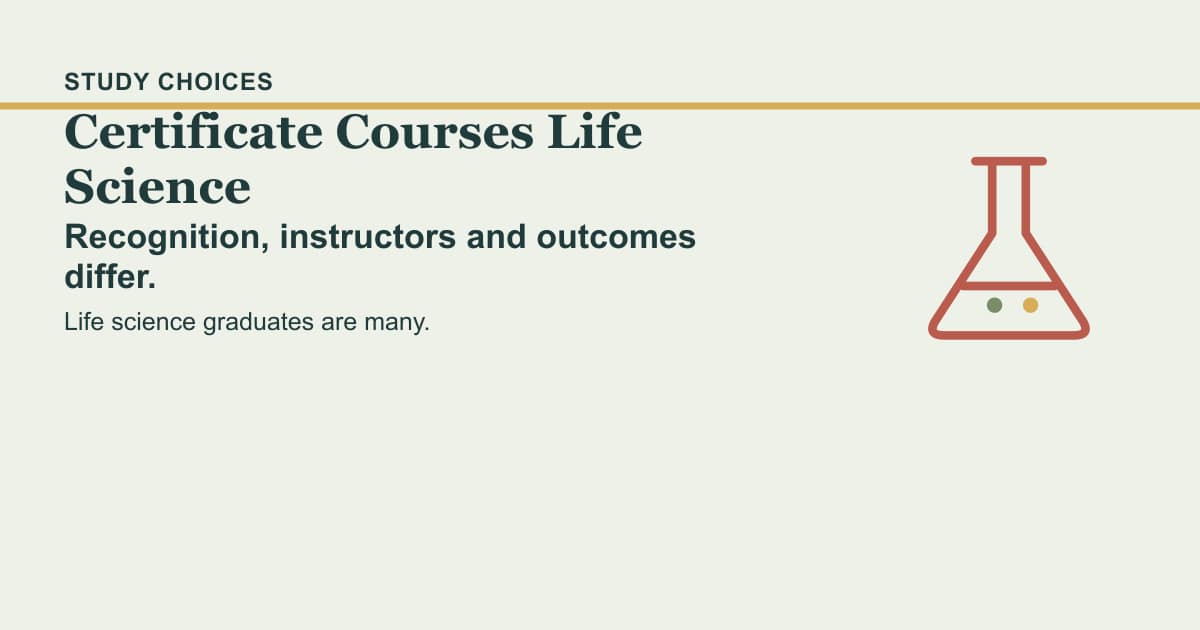 STUDY CHOICES
Certificate Courses Life
Science
Recognition, instructors and outcomes
differ.
Life science graduates are many.